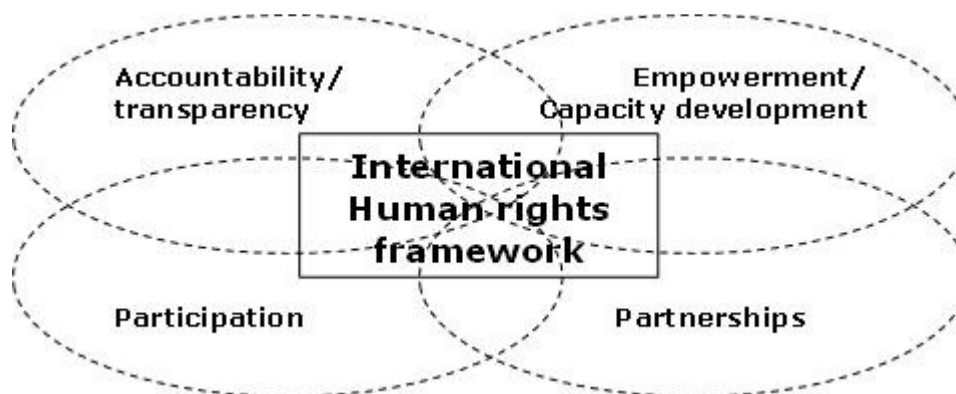 Accountability/
transparency
Empowerment/
Capacity development
International
Human rights
framework
Participation
Partnerships